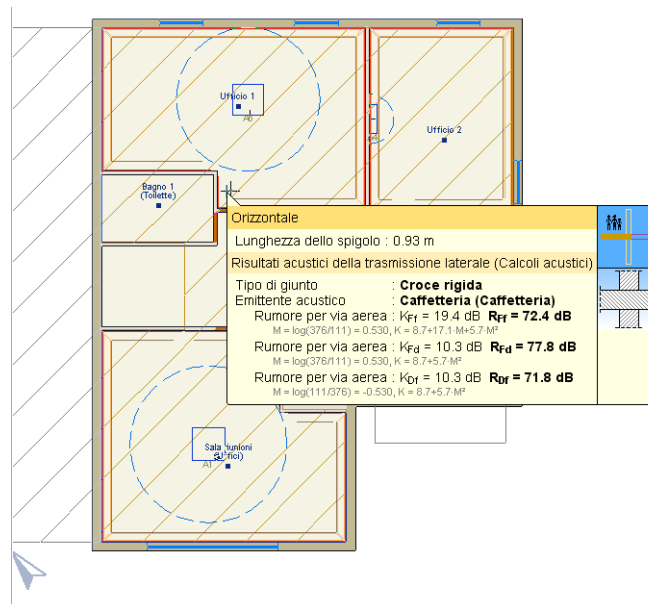 Ufficio 1
A6
Ufficio 2
Bagno 1
(Toilette)
Orizzontale
Lunghezza dello spigolo : 0.93 m
Risultati acustici della trasmissione laterale (Calcoli acustici)
Tipo di giunto : Croce rigida
Emittente acustico : Caffetteria (Caffetteria)
Rumore per via aerea : KFf = 19.4 dB RFf = 72.4 dB
M = log(376/111) = 0.530, K = 8.7+17.1·M+5.7·M²
Rumore per via aerea : KFd = 10.3 dB RFd = 77.8 dB
M = log(376/111) = 0.530, K = 8.7+5.7·M²
Rumore per via aerea : KDf = 10.3 dB RDf = 71.8 dB
M = log(111/376) = -0.530, K = 8.7+5.7·M²
Sala riunioni
(Uffici)
A1